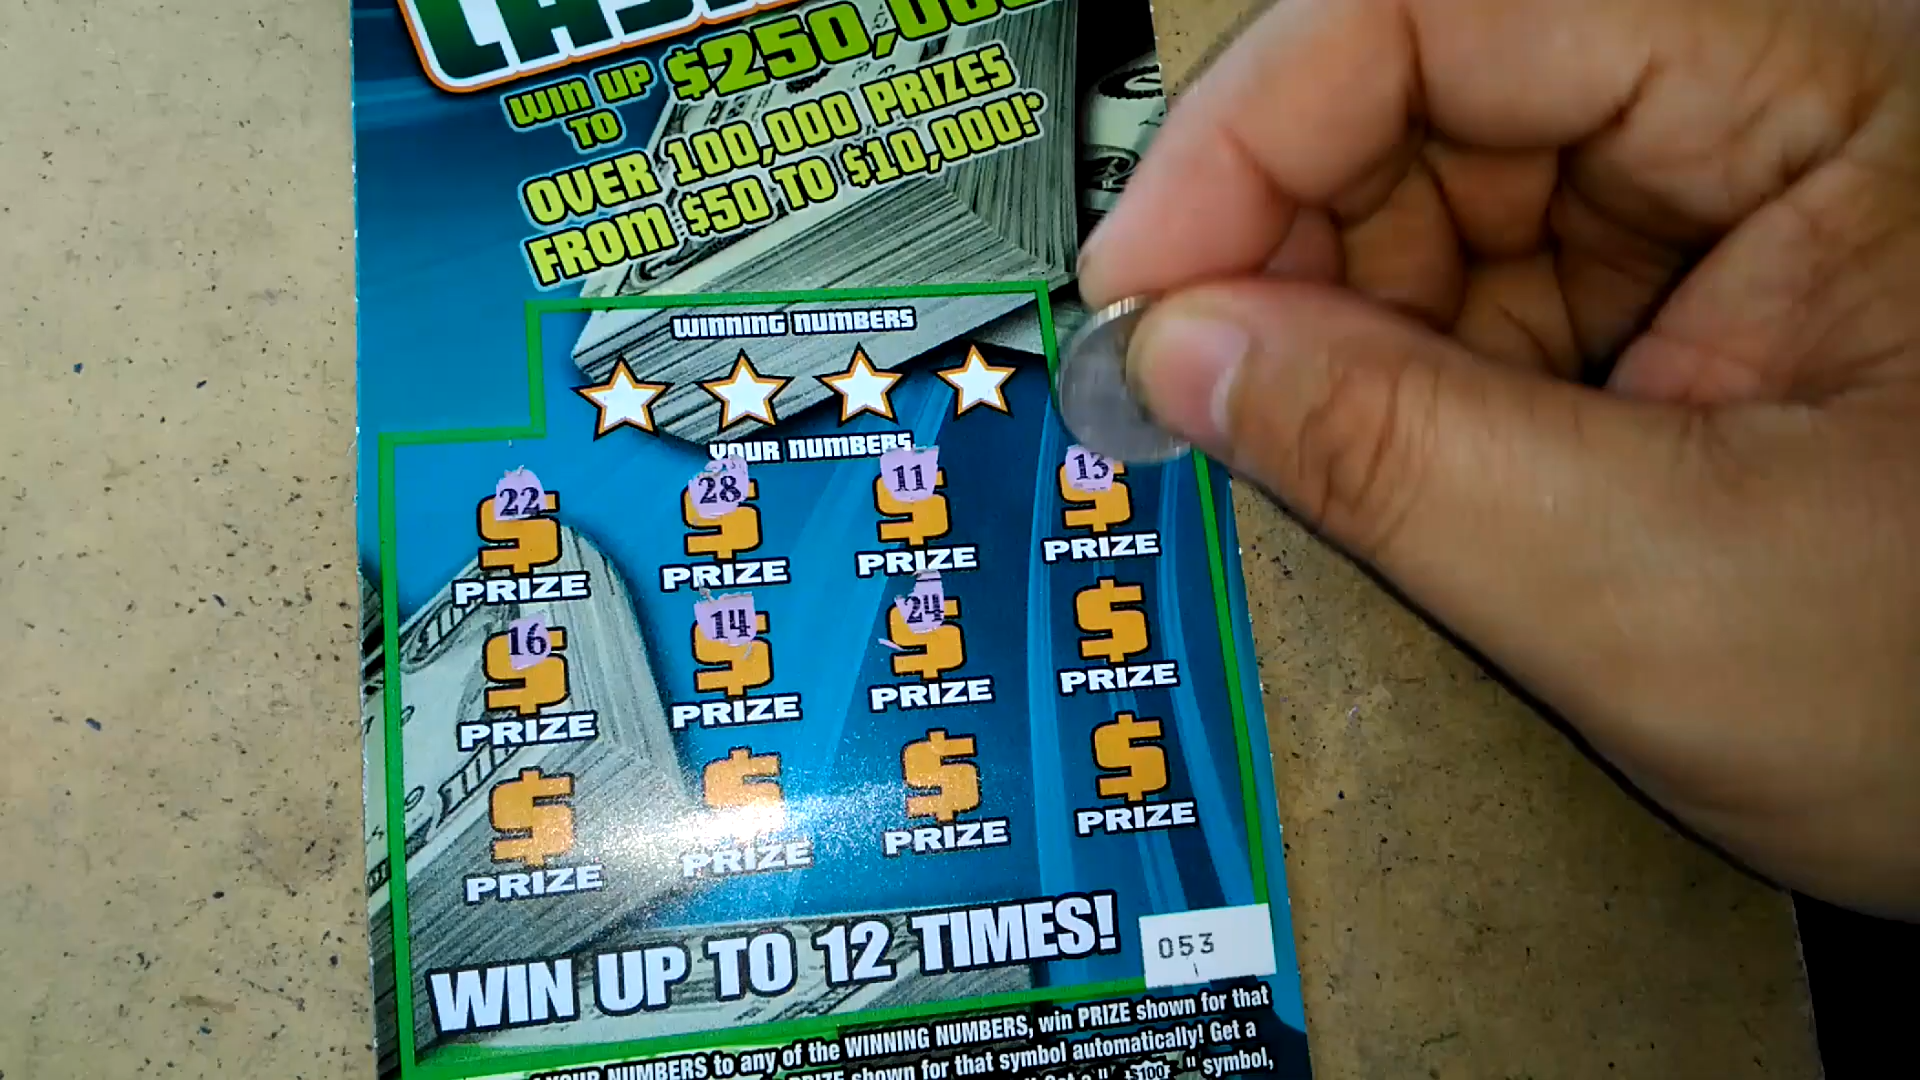 WIN UP TO $250,000
OVER 100,000 PRIZES
FROM $50 TO $10,000!*
WINNING NUMBERS
YOUR NUMBERS
22 28 11 13
$ $ $ $
PRIZE PRIZE PRIZE PRIZE
16 14 24
$ $ $ $
PRIZE PRIZE PRIZE PRIZE
$ $ $ $
PRIZE PRIZE PRIZE PRIZE
WIN UP TO 12 TIMES!
053
YOUR NUMBERS to any of the WINNING NUMBERS, win PRIZE shown for that
PRIZE shown for that symbol automatically! Get a
" symbol,